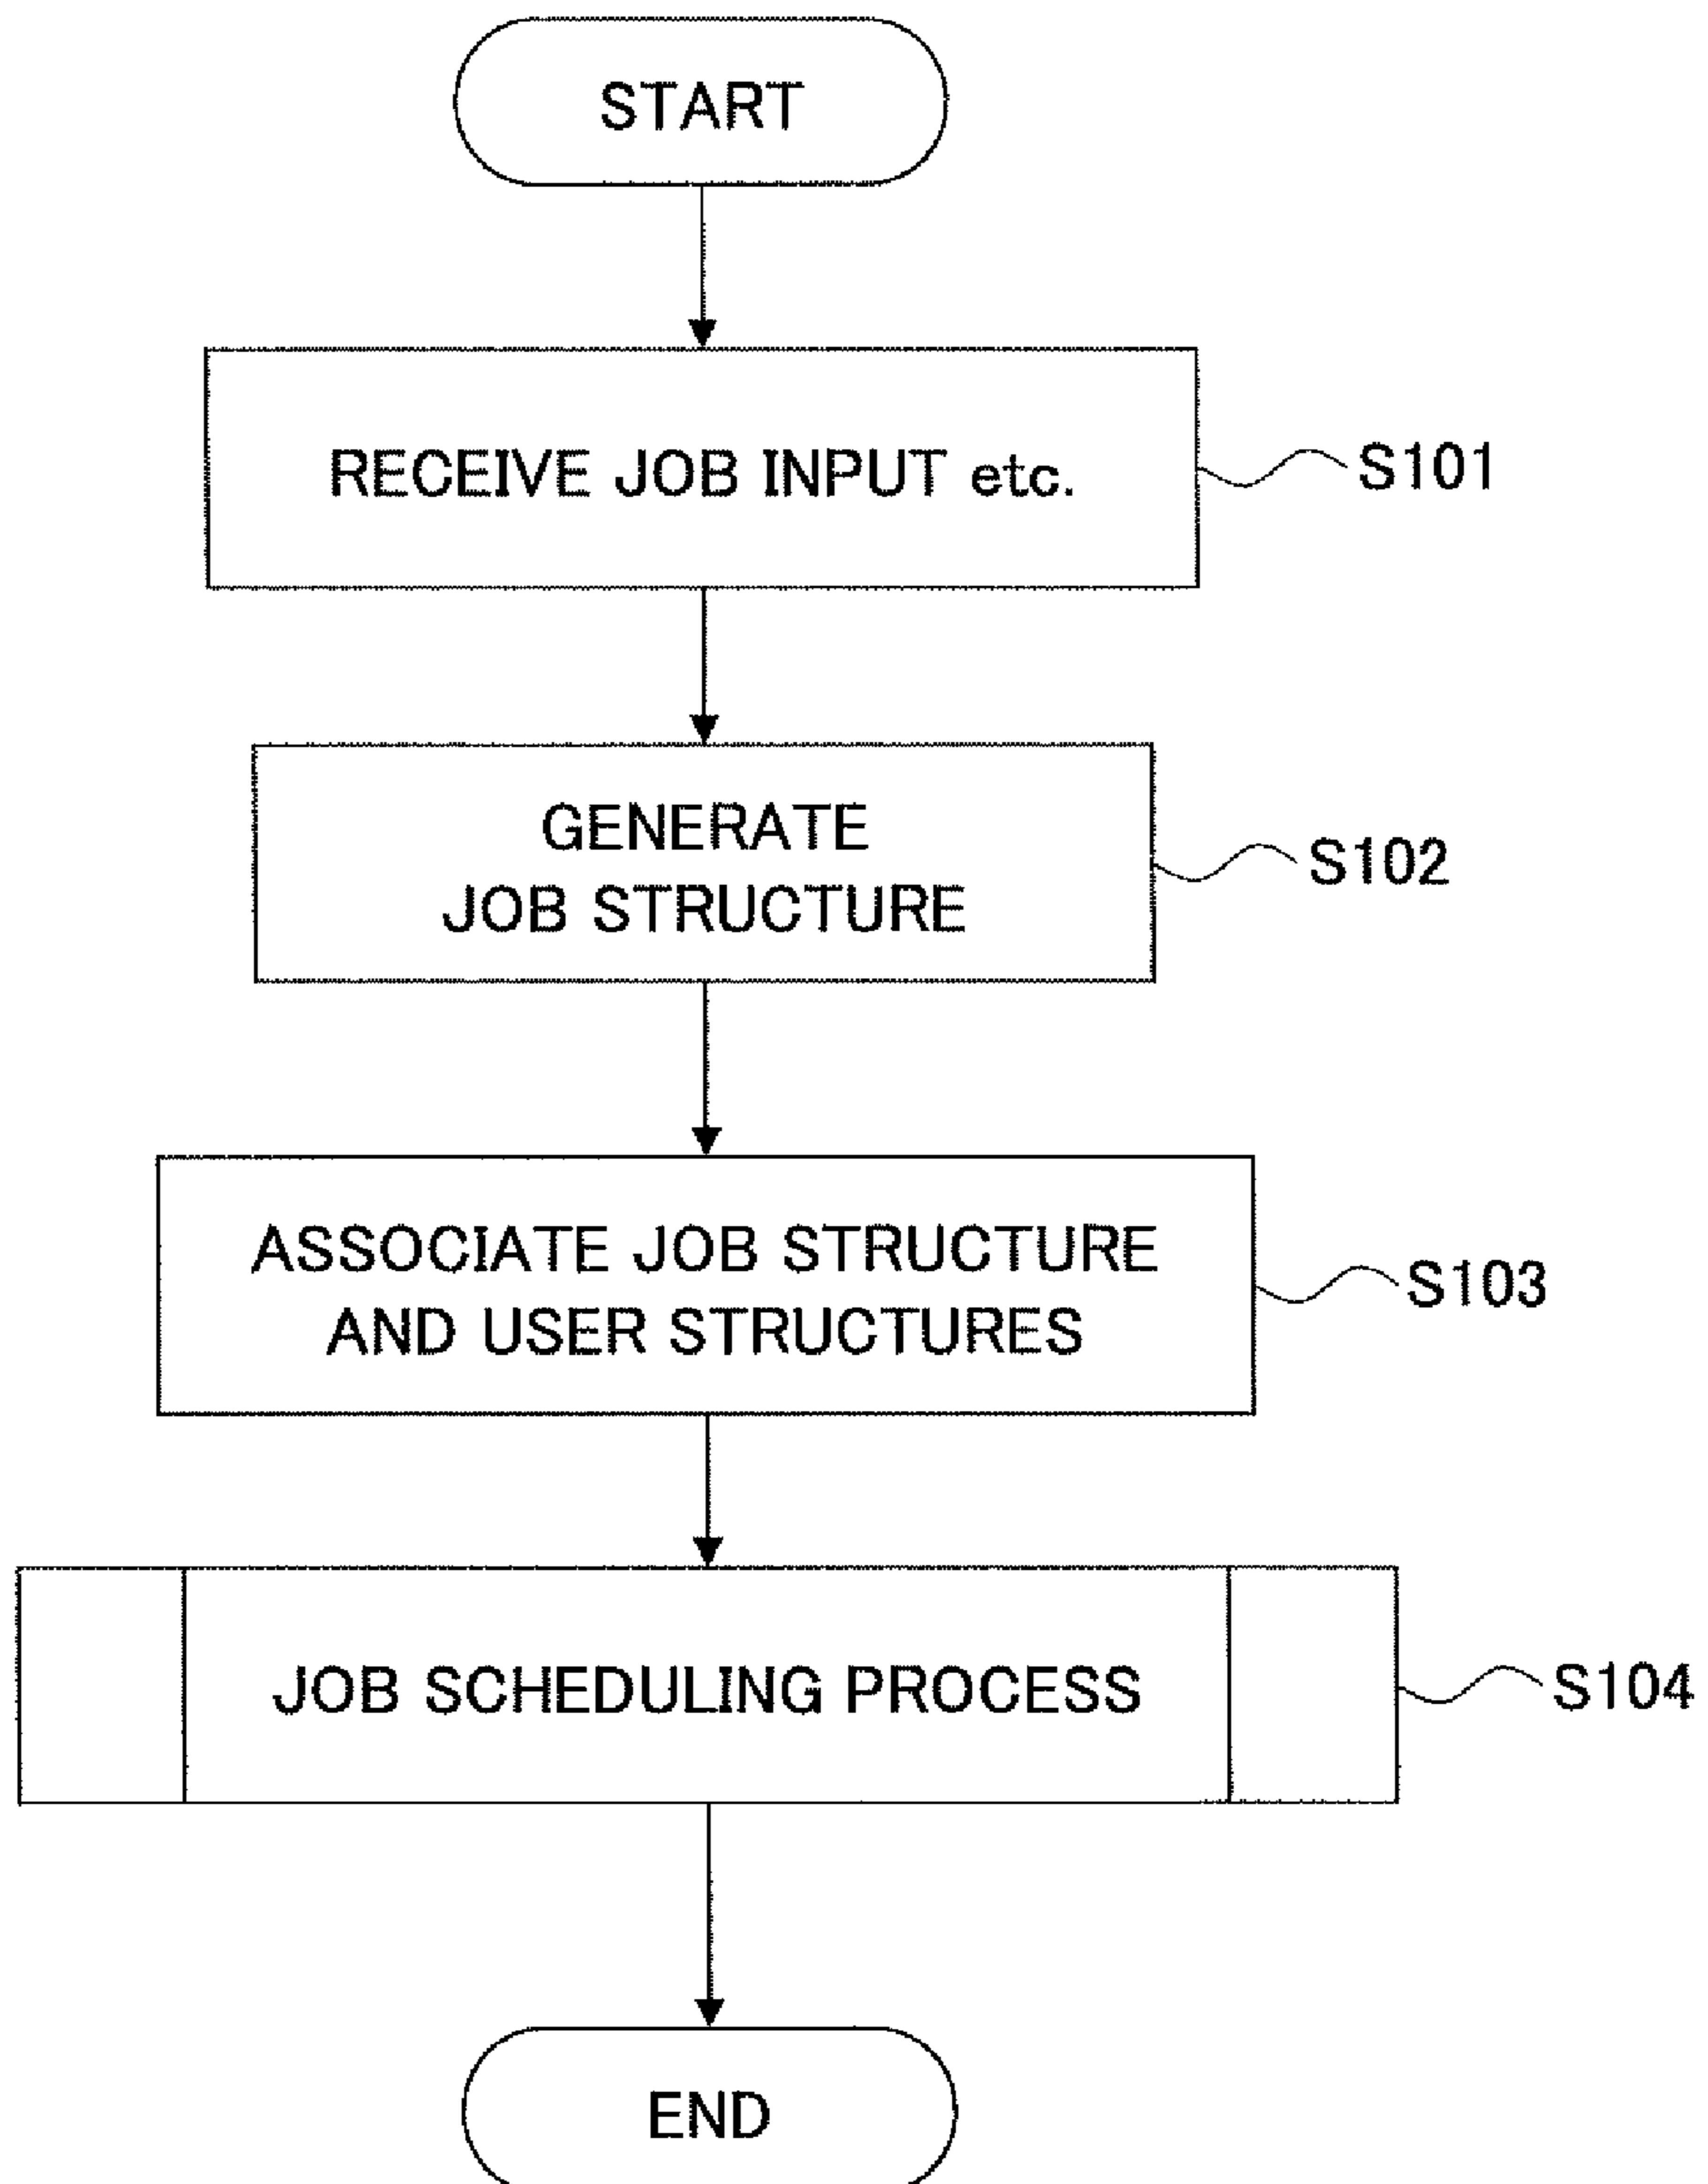 START
RECEIVE JOB INPUT etc.
S101
GENERATE
JOB STRUCTURE
S102
ASSOCIATE JOB STRUCTURE
AND USER STRUCTURES
S103
JOB SCHEDULING PROCESS
S104
END